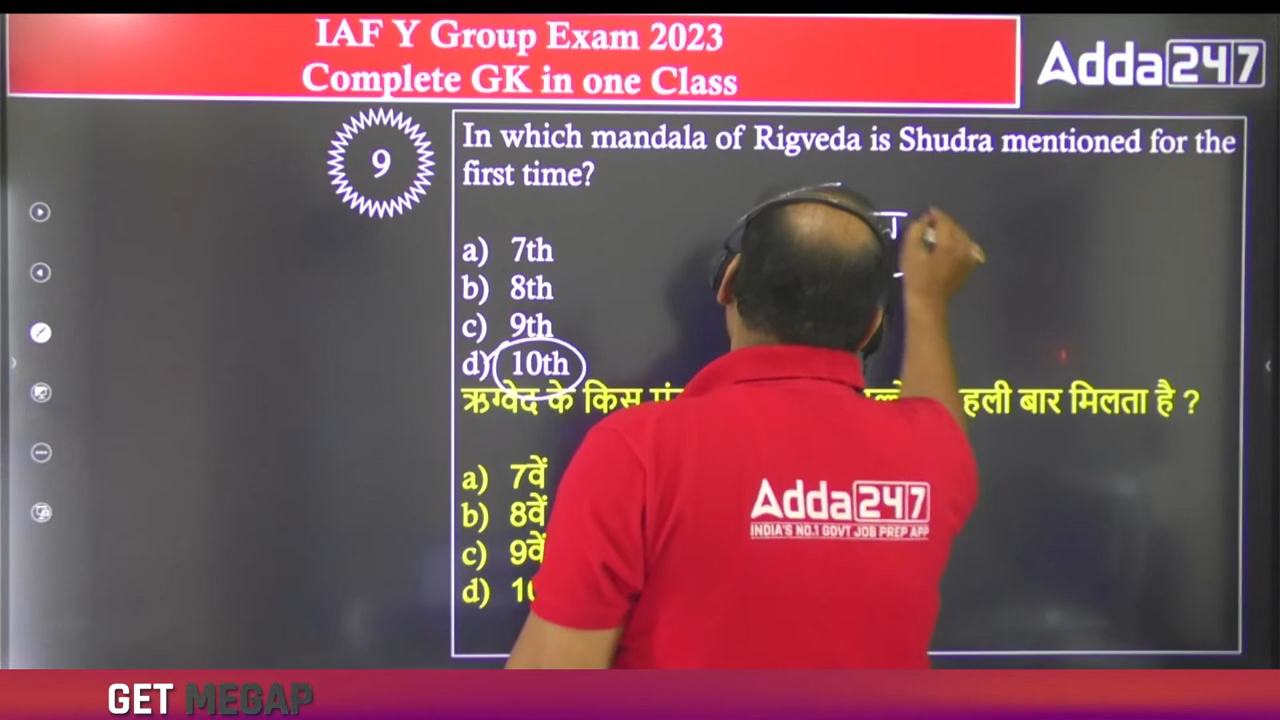 IAF Y Group Exam 2023
Complete GK in one Class
Adda247
9
In which mandala of Rigveda is Shudra mentioned for the
first time?
a) 7th
b) 8th
c) 9th
d) 10th
ऋग्वेद के किस हली बार मिलता है ?
a) 7वें
b) 8वें
c) 9वें
d)
Adda247
INDIA'S NO.1 GOVT JOB PREP APP
GET MEGAP